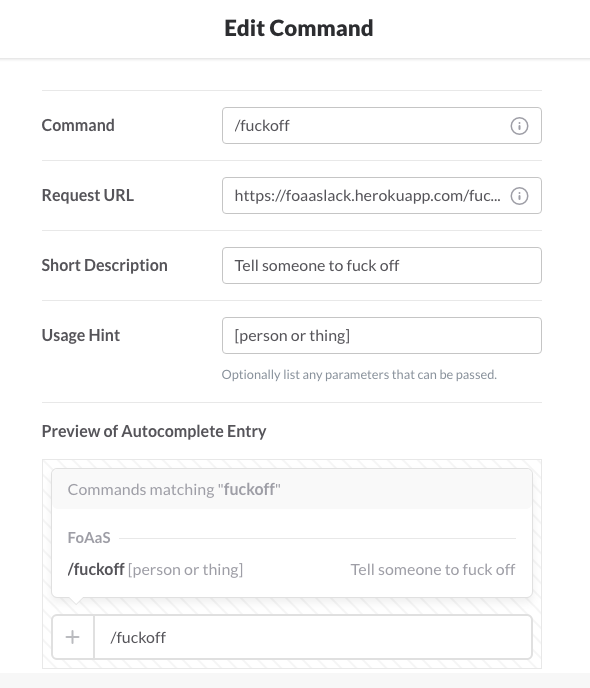 Edit Command
Command
/fuckoff
Request URL
https://foaaslack.herokuapp.com/fuc...
Short Description
Tell someone to fuck off
Usage Hint
[person or thing]
Optionally list any parameters that can be passed.
Preview of Autocomplete Entry
Commands matching "fuckoff"
FoAaS
/fuckoff [person or thing] Tell someone to fuck off
+ /fuckoff